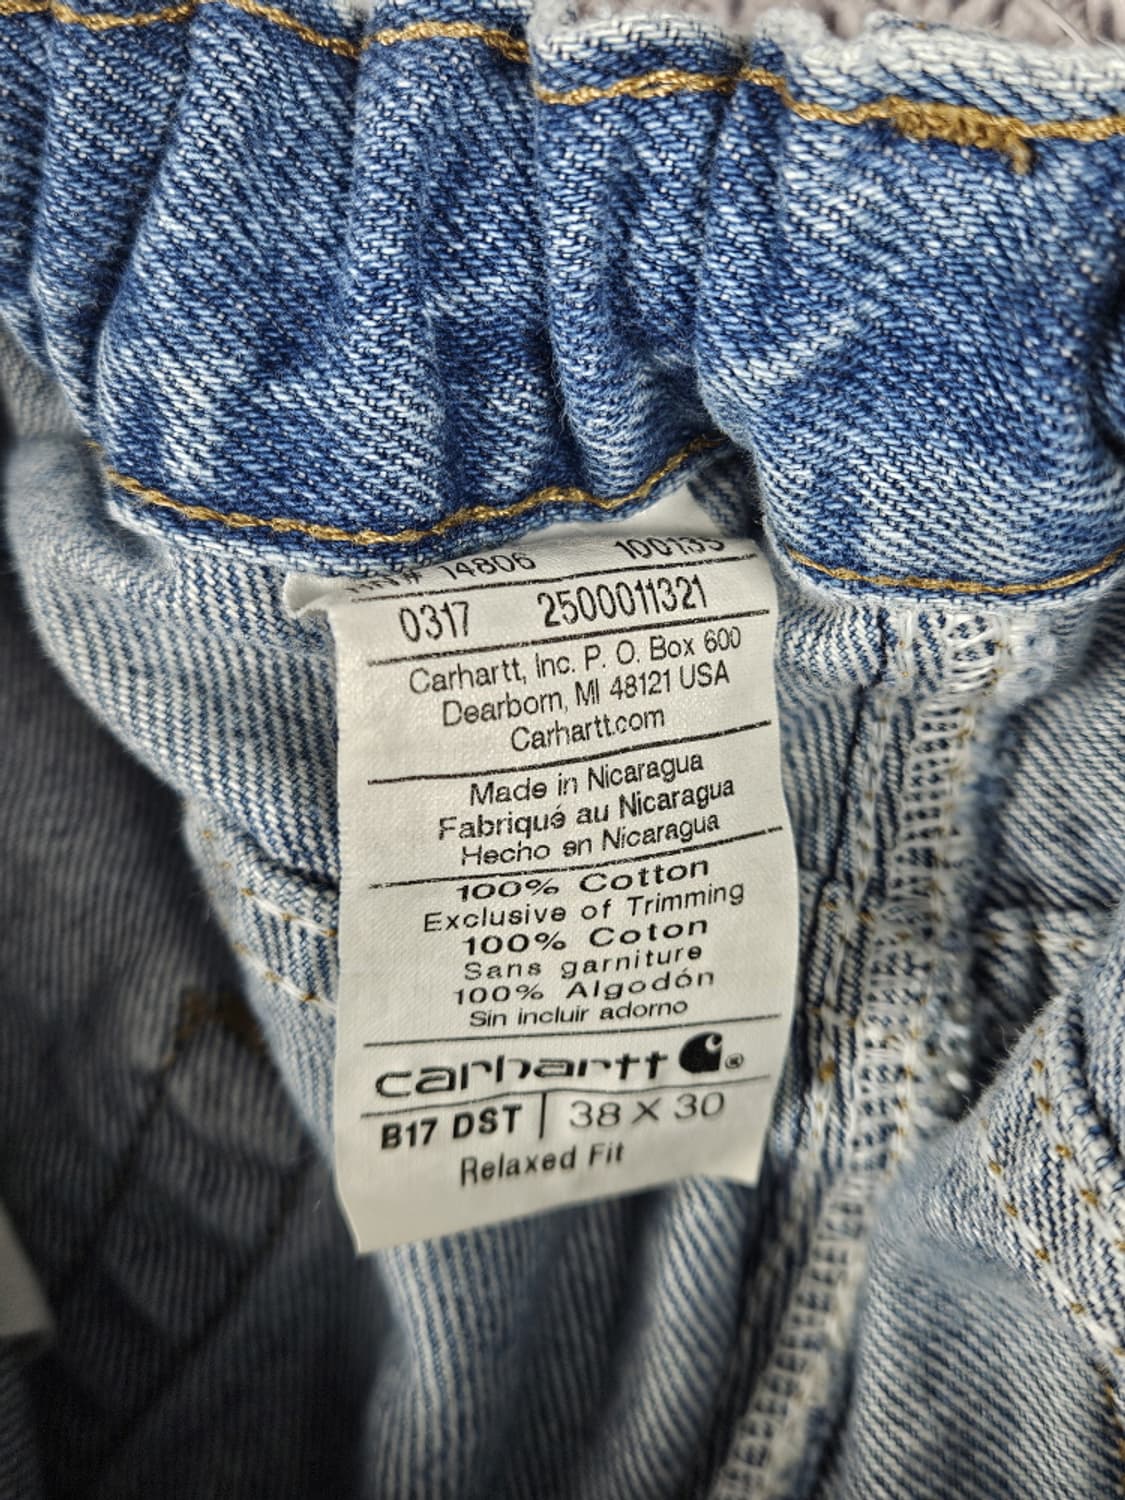 RN# 14806 100135
0317 2500011321
Carhartt, Inc. P. O. Box 600
Dearborn, MI 48121 USA
Carhartt.com
Made in Nicaragua
Fabriqué au Nicaragua
Hecho en Nicaragua
100% Cotton
Exclusive of Trimming
100% Coton
Sans garniture
100% Algodón
Sin incluir adorno
carhartt ®
B17 DST | 38 X 30
Relaxed Fit